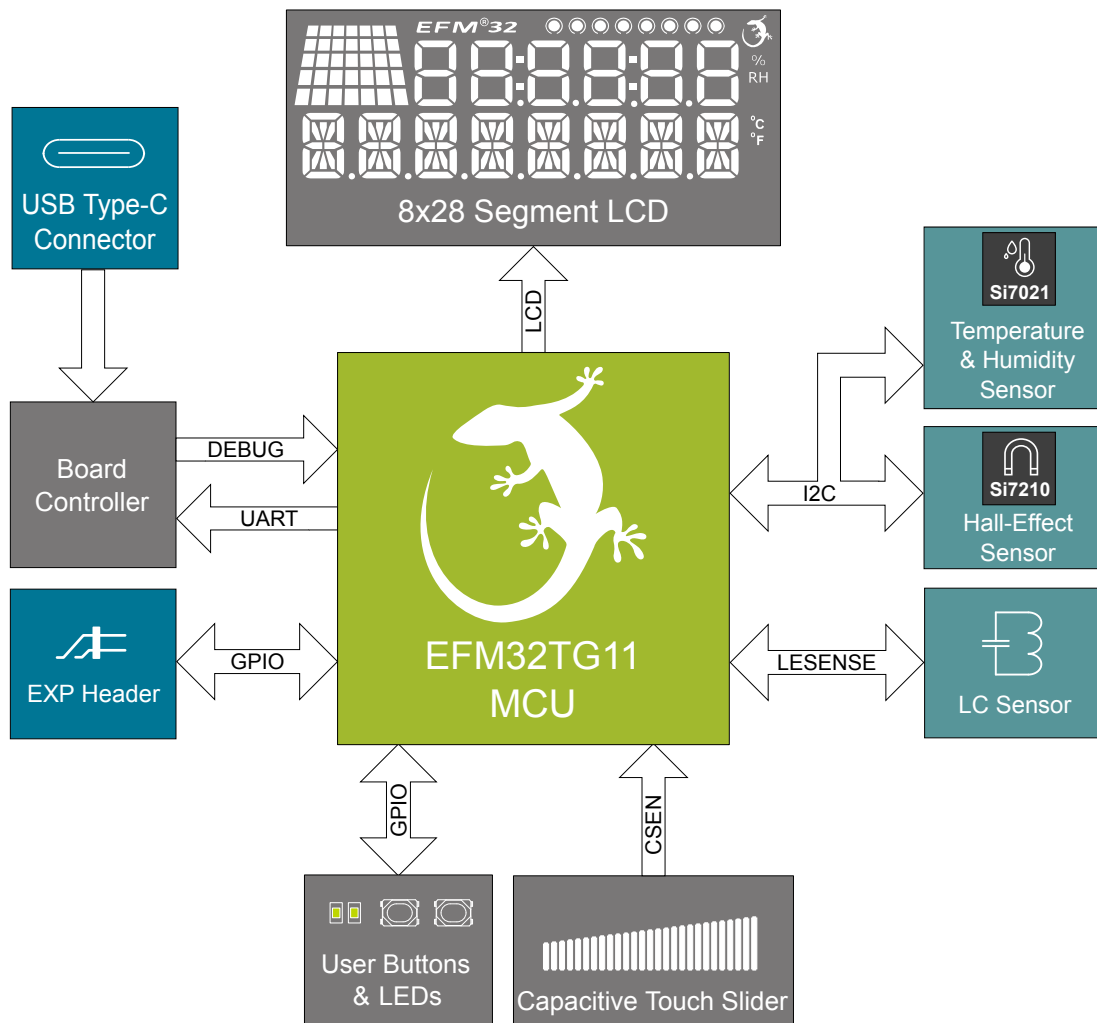 EFM®32
%
RH
°C
°F
8x28 Segment LCD
USB Type-C
Connector
LCD
Si7021
Temperature
& Humidity
Sensor
Board
Controller
DEBUG
UART
I2C
Si7210
Hall-Effect
Sensor
EXP Header
GPIO
EFM32TG11
MCU
LESENSE
LC Sensor
GPIO
CSEN
User Buttons
& LEDs
Capacitive Touch Slider